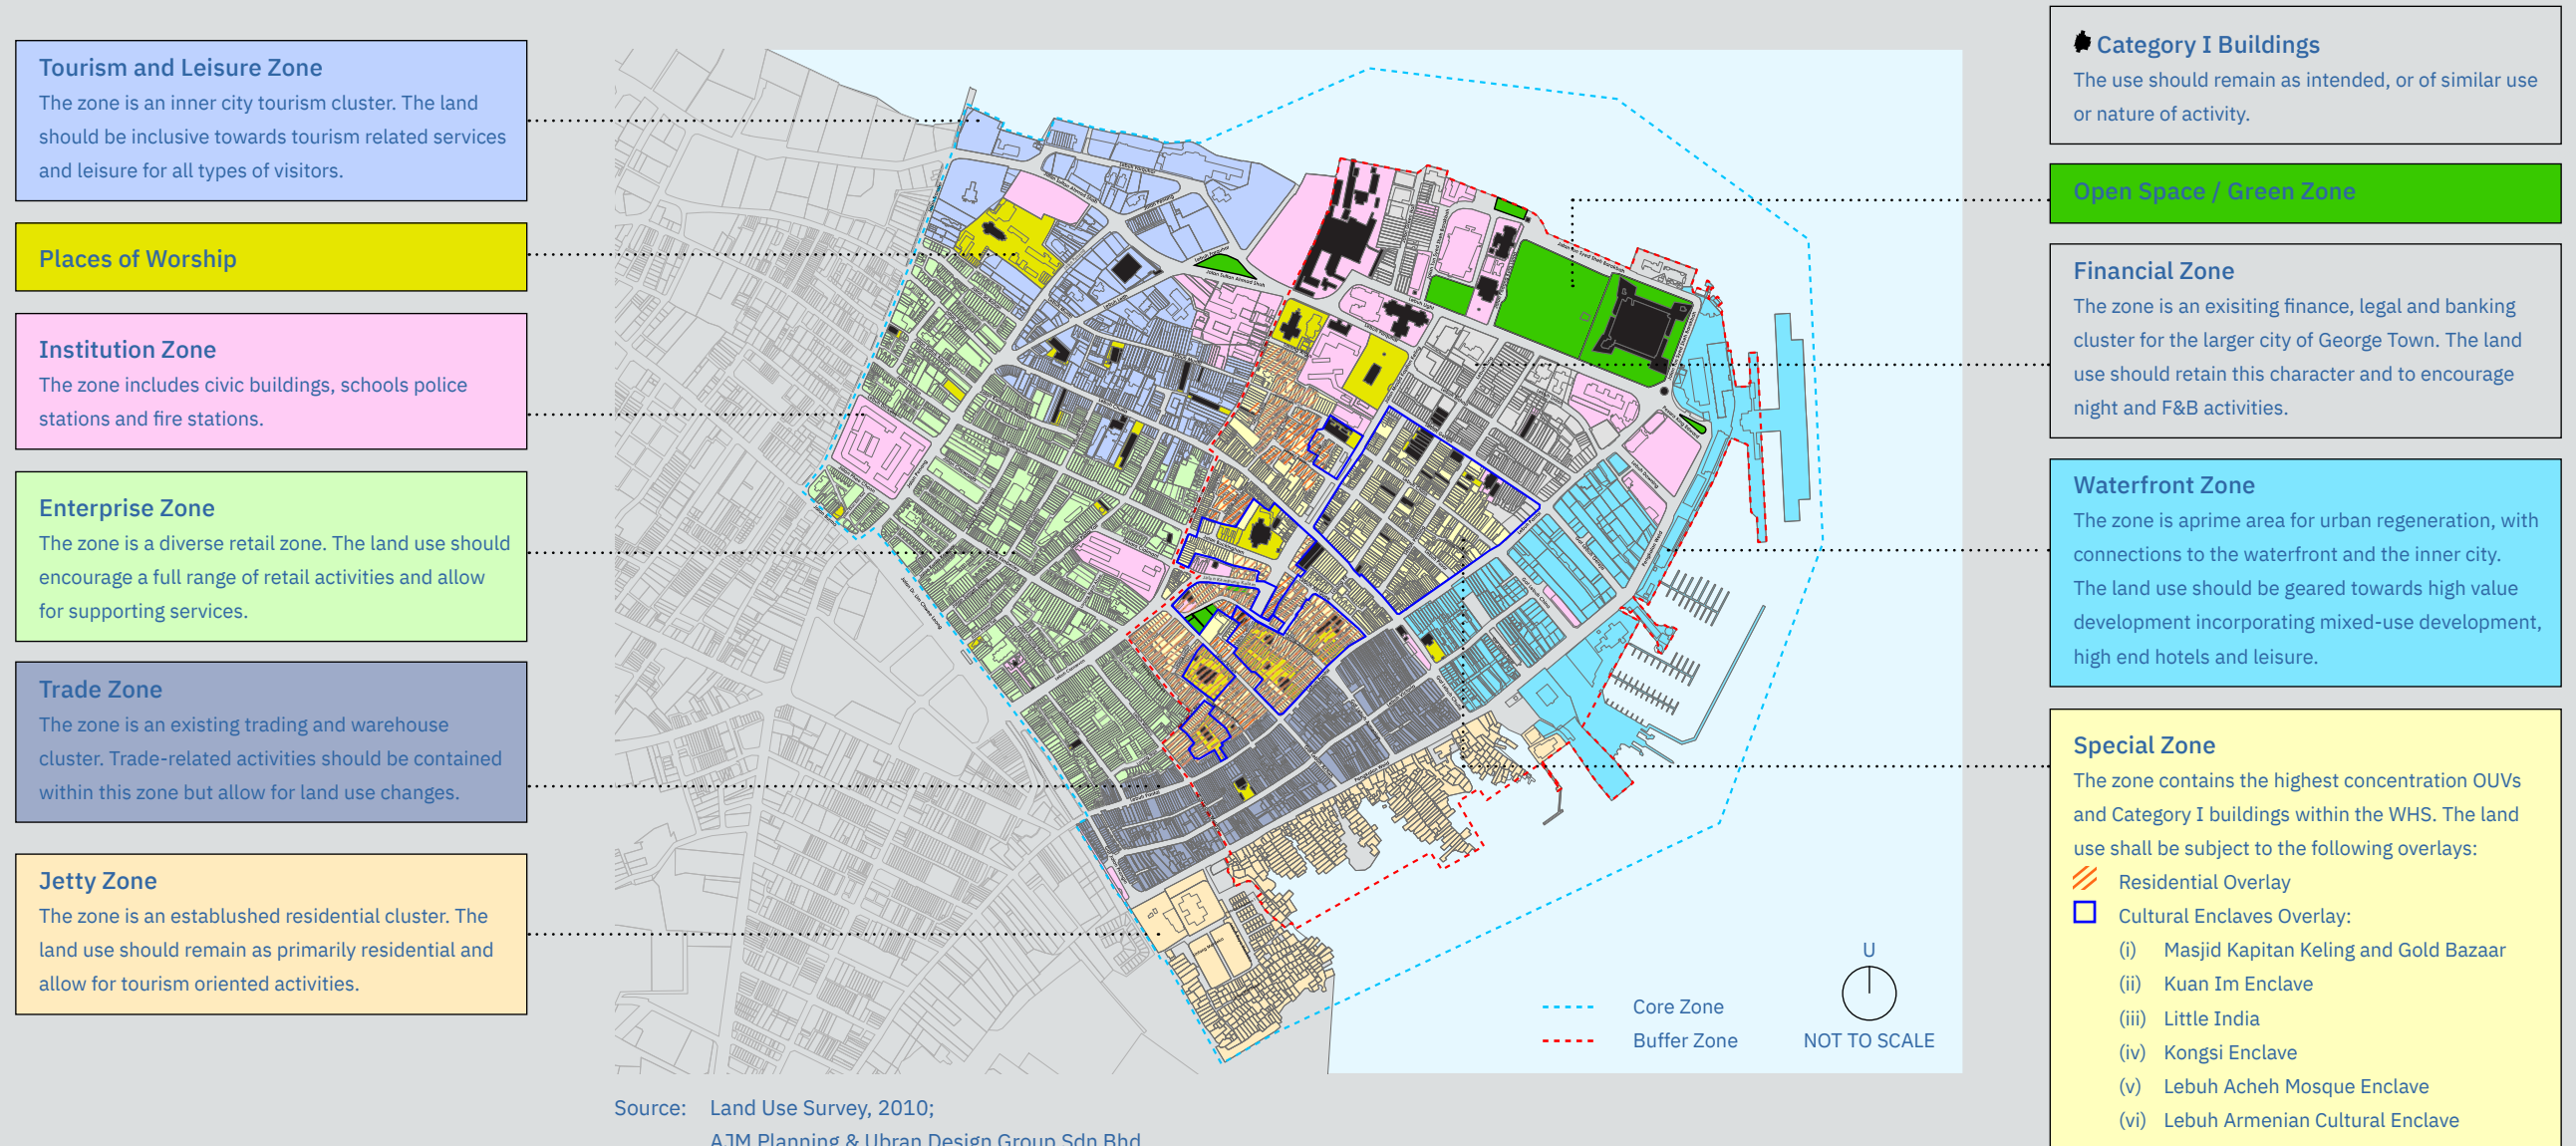 Tourism and Leisure Zone
The zone is an inner city tourism cluster. The land
should be inclusive towards tourism related services
and leisure for all types of visitors.
Places of Worship
Institution Zone
The zone includes civic buildings, schools police
stations and fire stations.
Enterprise Zone
The zone is a diverse retail zone. The land use should
encourage a full range of retail activities and allow
for supporting services.
Trade Zone
The zone is an existing trading and warehouse
cluster. Trade-related activities should be contained
within this zone but allow for land use changes.
Jetty Zone
The zone is an establushed residential cluster. The
land use should remain as primarily residential and
allow for tourism oriented activities.
Core Zone
Buffer Zone
U
NOT TO SCALE
Source: Land Use Survey, 2010;
AJM Planning & Ubran Design Group Sdn Bhd
Category I Buildings
The use should remain as intended, or of similar use
or nature of activity.
Open Space / Green Zone
Financial Zone
The zone is an exisiting finance, legal and banking
cluster for the larger city of George Town. The land
use should retain this character and to encourage
night and F&B activities.
Waterfront Zone
The zone is aprime area for urban regeneration, with
connections to the waterfront and the inner city.
The land use should be geared towards high value
development incorporating mixed-use development,
high end hotels and leisure.
Special Zone
The zone contains the highest concentration OUVs
and Category I buildings within the WHS. The land
use shall be subject to the following overlays:
Residential Overlay
Cultural Enclaves Overlay:
(i) Masjid Kapitan Keling and Gold Bazaar
(ii) Kuan Im Enclave
(iii) Little India
(iv) Kongsi Enclave
(v) Lebuh Acheh Mosque Enclave
(vi) Lebuh Armenian Cultural Enclave